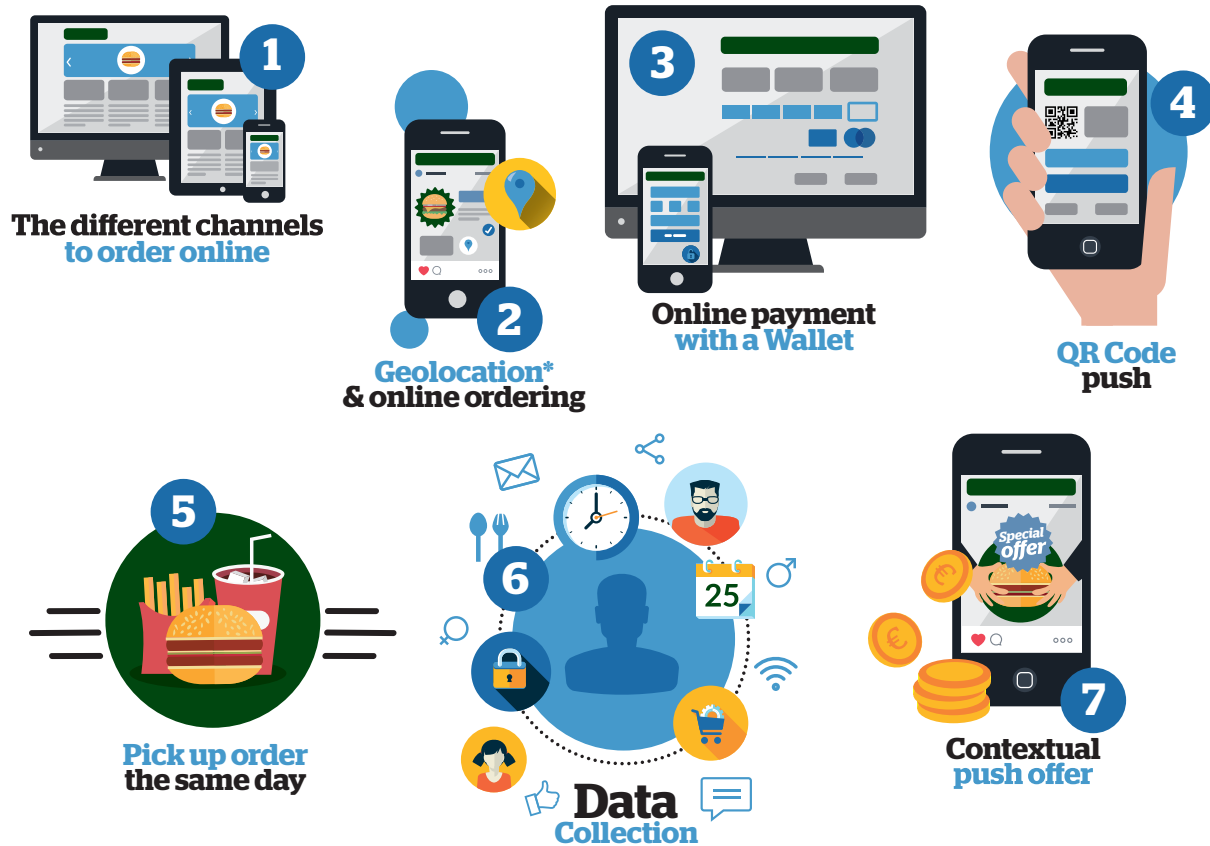 1
The different channels
to order online
2
Geolocation*
& online ordering
3
Online payment
with a Wallet
4
QR Code
push
5
Pick up order
the same day
6
25
Data
Collection
Special
offer
€
€
7
Contextual
push offer